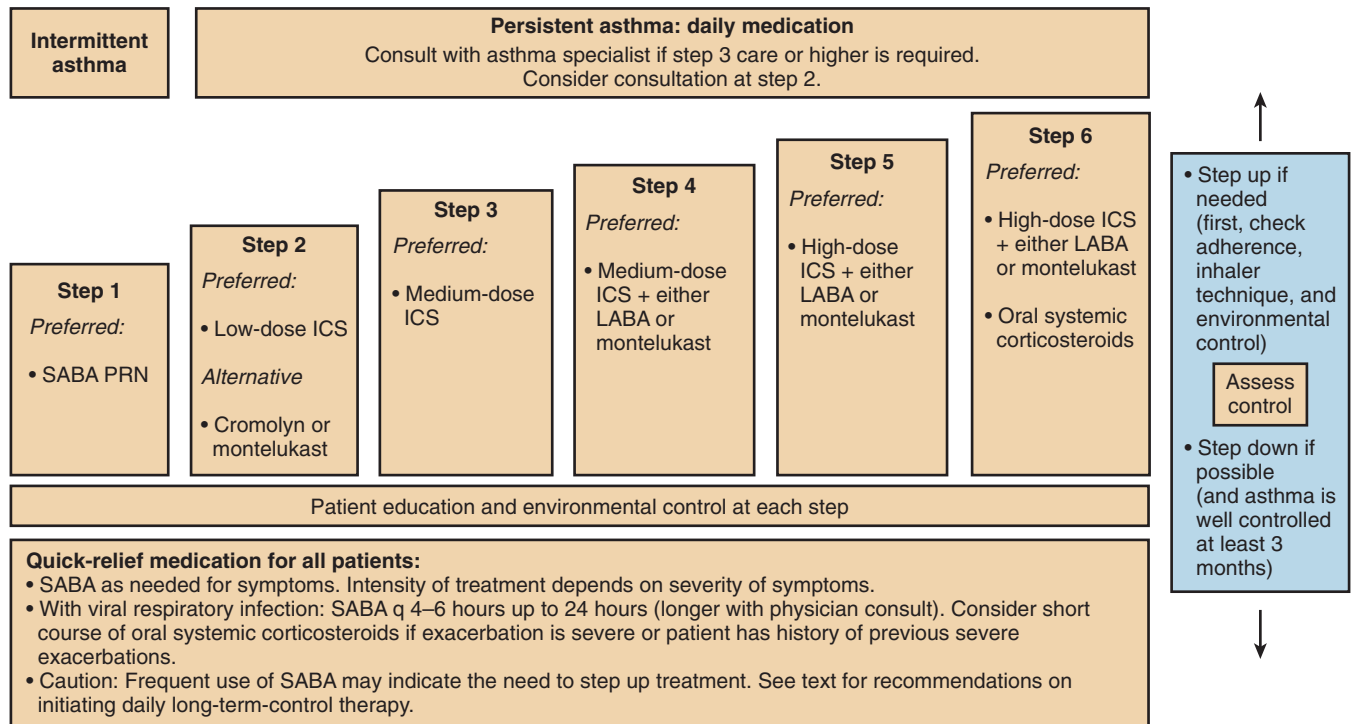 Intermittent
asthma
Persistent asthma: daily medication
Consult with asthma specialist if step 3 care or higher is required.
Consider consultation at step 2.
Step 1
Preferred:
• SABA PRN
Step 2
Preferred:
• Low-dose ICS
Alternative
• Cromolyn or
montelukast
Step 3
Preferred:
• Medium-dose
ICS
Step 4
Preferred:
• Medium-dose
ICS + either
LABA or
montelukast
Step 5
Preferred:
• High-dose
ICS + either
LABA or
montelukast
Step 6
Preferred:
• High-dose ICS
+ either LABA
or montelukast
• Oral systemic
corticosteroids
• Step up if
needed
(first, check
adherence,
inhaler
technique, and
environmental
control)
Assess
control
• Step down if
possible
(and asthma is
well controlled
at least 3
months)
Patient education and environmental control at each step
Quick-relief medication for all patients:
• SABA as needed for symptoms. Intensity of treatment depends on severity of symptoms.
• With viral respiratory infection: SABA q 4–6 hours up to 24 hours (longer with physician consult). Consider short
course of oral systemic corticosteroids if exacerbation is severe or patient has history of previous severe
exacerbations.
• Caution: Frequent use of SABA may indicate the need to step up treatment. See text for recommendations on
initiating daily long-term-control therapy.